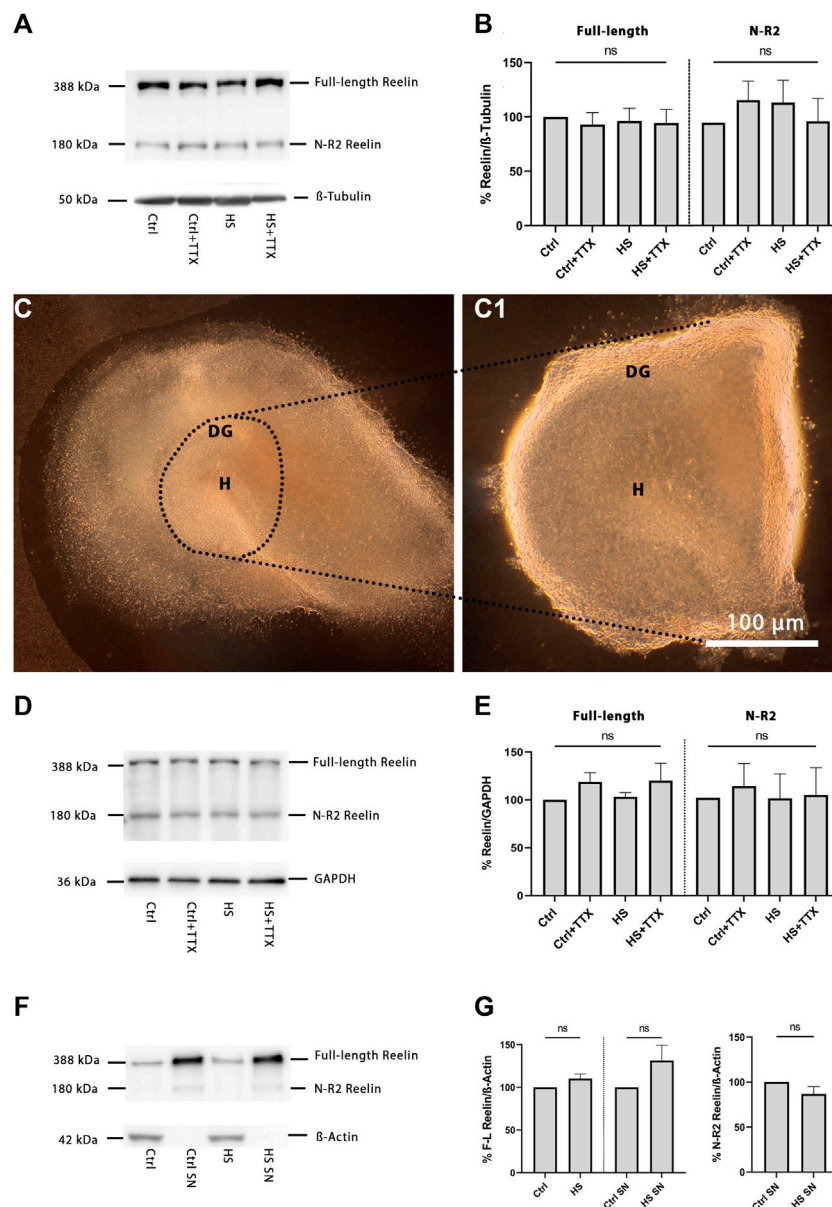 A
388 kDa
Full-length Reelin
180 kDa
N-R2 Reelin
50 kDa
ß-Tubulin
Ctrl
Ctrl+TTX
HS
HS+TTX
B
Full-length
N-R2
ns
ns
% Reelin/ß-Tubulin
150
100
50
0
Ctrl
Ctrl+TTX
HS
HS+TTX
Ctrl
Ctrl+TTX
HS
HS+TTX
C
DG
H
C1
DG
H
100 µm
D
388 kDa
Full-length Reelin
180 kDa
N-R2 Reelin
36 kDa
GAPDH
Ctrl
Ctrl+TTX
HS
HS+TTX
E
Full-length
N-R2
ns
ns
% Reelin/GAPDH
150
100
50
0
Ctrl
Ctrl+TTX
HS
HS+TTX
Ctrl
Ctrl+TTX
HS
HS+TTX
F
388 kDa
Full-length Reelin
180 kDa
N-R2 Reelin
42 kDa
ß-Actin
Ctrl
Ctrl SN
HS
HS SN
G
ns
ns
% F-L Reelin/ß-Actin
150
100
50
0
Ctrl
HS
Ctrl SN
HS SN
ns
% N-R2 Reelin/ß-Actin
150
100
50
0
Ctrl SN
HS SN